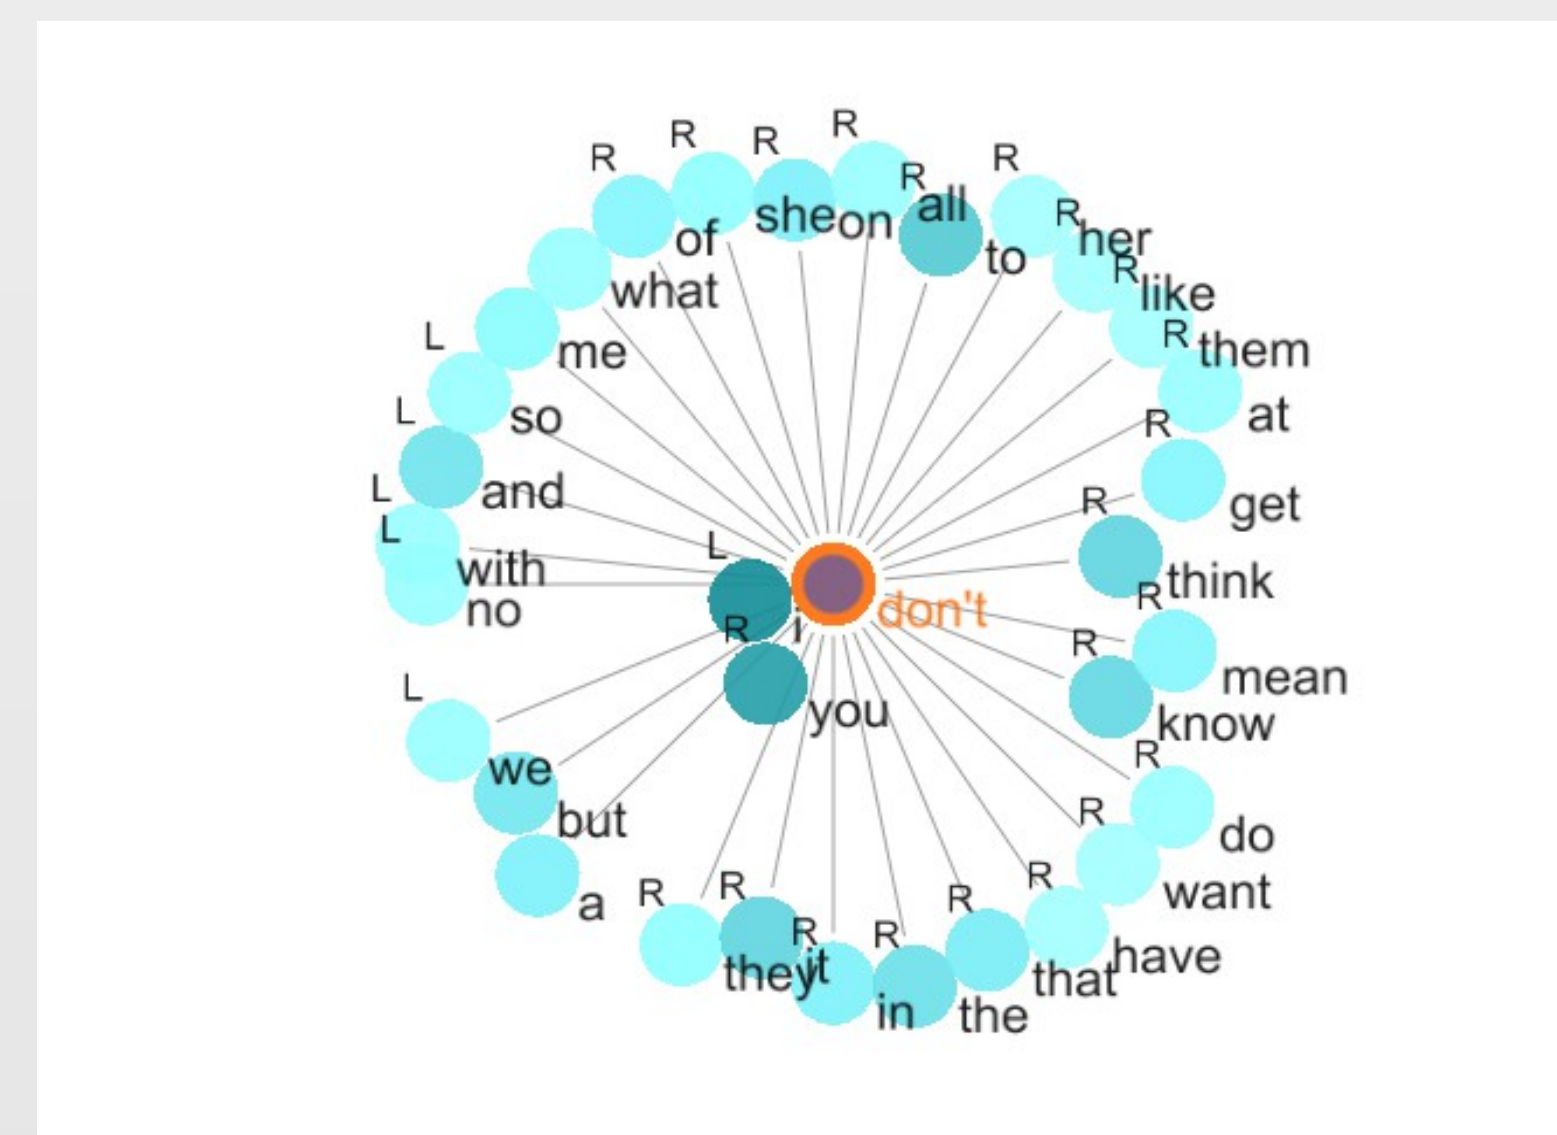 R
R
R
R
R all
R
of
she
on
to
R her
what
R like
L
me
R them
L
so
at
R
L
and
get
R
L
with
think
no
L
i
don't
R
R
R
mean
you
know
L
R
we
but
R
do
a
want
R
R
R
R
R
R
they
it
that
have
in
the